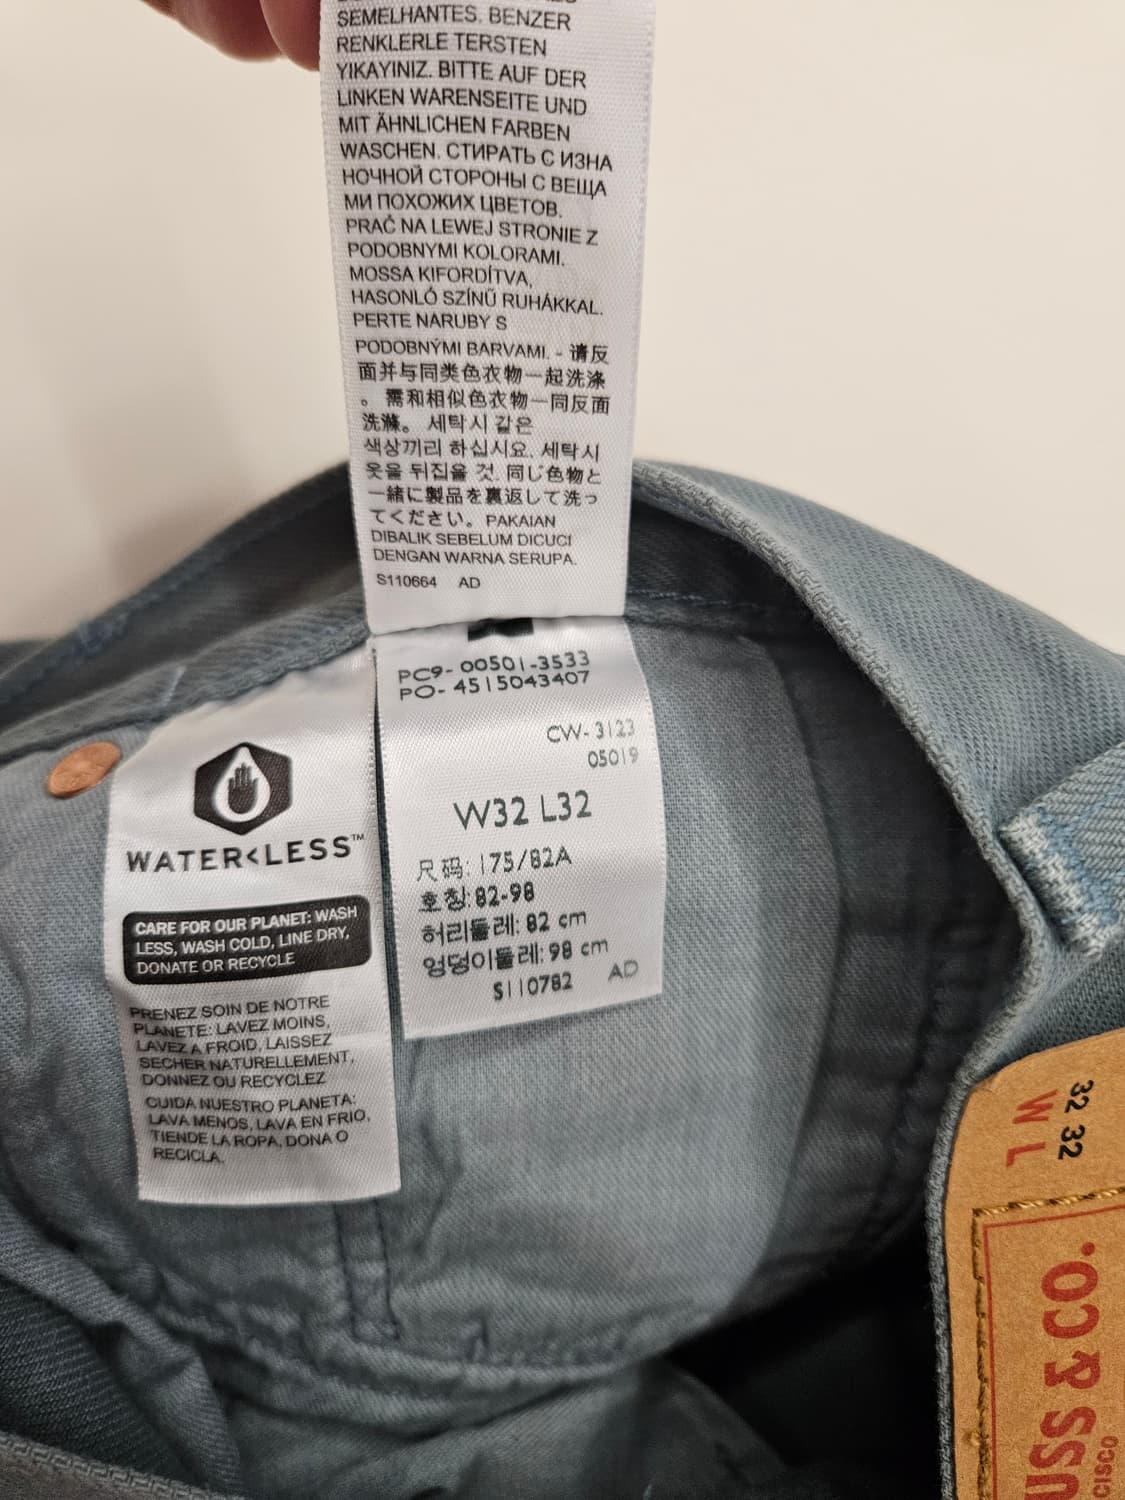 SEMELHANTES. BENZER
RENKLERLE TERSTEN
YIKAYINIZ. BITTE AUF DER
LINKEN WARENSEITE UND
MIT ÄHNLICHEN FARBEN
WASCHEN. СТИРАТЬ С ИЗНА
НОЧНОЙ СТОРОНЫ С ВЕЩА
МИ ПОХОЖИХ ЦВЕТОВ.
PRAĆ NA LEWEJ STRONIE Z
PODOBNYMI KOLORAMI.
MOSSA KIFORDÍTVA,
HASONLÓ SZÍNŰ RUHÁKKAL.
PERTE NARUBY S
PODOBNÝMI BARVAMI. - 请反
面并与同类色衣物一起洗涤
。需和相似色衣物一同反面
洗滌。 세탁시 같은
색상끼리 하십시요. 세탁시
옷을 뒤집을 것. 同じ色物と
一緒に製品を裏返して洗っ
てください。PAKAIAN
DIBALIK SEBELUM DICUCI
DENGAN WARNA SERUPA.
S110664 AD
WATER<LESS™
CARE FOR OUR PLANET: WASH
LESS, WASH COLD, LINE DRY,
DONATE OR RECYCLE
PRENEZ SOIN DE NOTRE
PLANETE: LAVEZ MOINS,
LAVEZ A FROID, LAISSEZ
SECHER NATURELLEMENT,
DONNEZ OU RECYCLEZ
CUIDA NUESTRO PLANETA:
LAVA MENOS, LAVA EN FRIO,
TIENDE LA ROPA, DONA O
RECICLA.
PC9- 00501-3533
PO- 4515043407
CW- 3123
05019
W32 L32
尺码: 175/82A
호칭: 82-98
허리둘레: 82 cm
엉덩이둘레: 98 cm
S110782 AD
32 32
W L
USS & CO.
CISCO